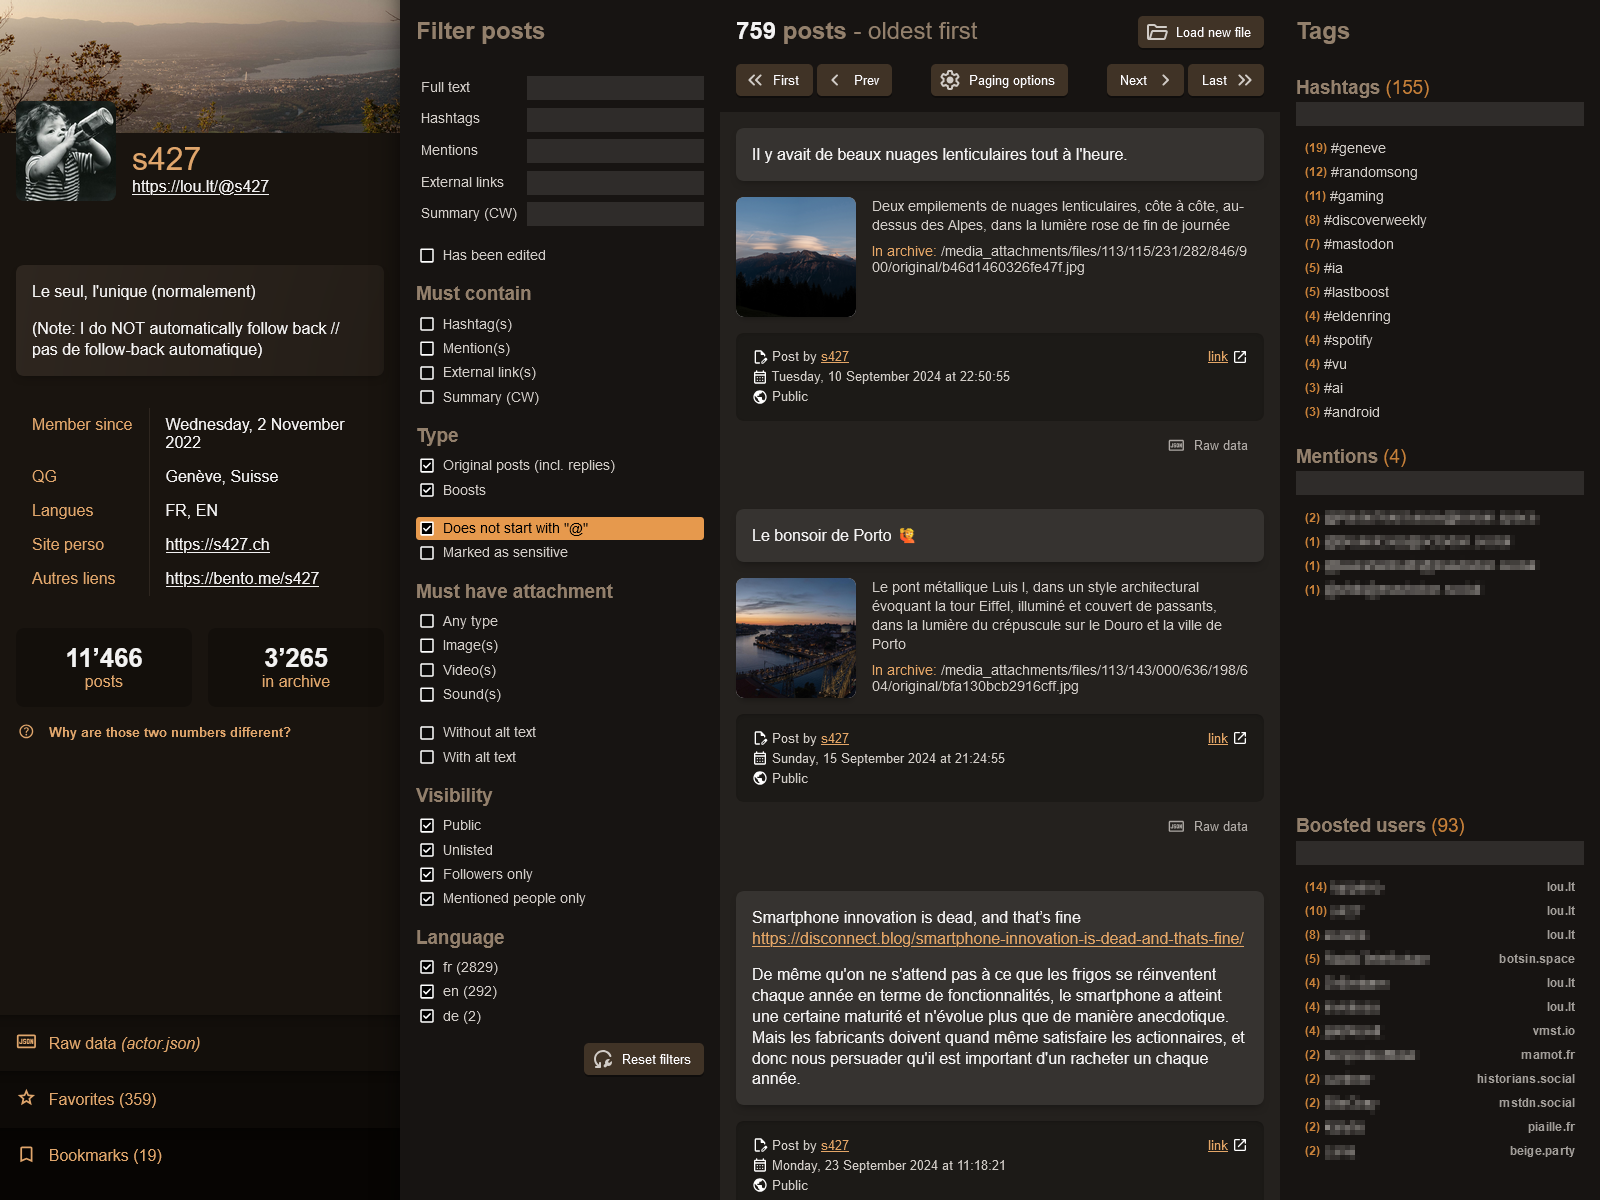 s427
https://lou.lt/@s427
Le seul, l'unique (normalement)
(Note: I do NOT automatically follow back //
pas de follow-back automatique)
Member since
Wednesday, 2 November
2022
QG
Genève, Suisse
Langues
FR, EN
Site perso
https://s427.ch
Autres liens
https://bento.me/s427
11’466
posts
3’265
in archive
Why are those two numbers different?
JSON Raw data (actor.json)
Favorites (359)
Bookmarks (19)
Filter posts
Full text
Hashtags
Mentions
External links
Summary (CW)
Has been edited
Must contain
Hashtag(s)
Mention(s)
External link(s)
Summary (CW)
Type
Original posts (incl. replies)
Boosts
Does not start with "@"
Marked as sensitive
Must have attachment
Any type
Image(s)
Video(s)
Sound(s)
Without alt text
With alt text
Visibility
Public
Unlisted
Followers only
Mentioned people only
Language
fr (2829)
en (292)
de (2)
Reset filters
759 posts - oldest first
Load new file
First
Prev
Paging options
Next
Last
Il y avait de beaux nuages lenticulaires tout à l'heure.
Deux empilements de nuages lenticulaires, côte à côte, au-
dessus des Alpes, dans la lumière rose de fin de journée
In archive: /media_attachments/files/113/115/231/282/846/9
00/original/b46d1460326fe47f.jpg
Post by s427
link
Tuesday, 10 September 2024 at 22:50:55
Public
JSON Raw data
Le bonsoir de Porto 🙋
Le pont métallique Luis I, dans un style architectural
évoquant la tour Eiffel, illuminé et couvert de passants,
dans la lumière du crépuscule sur le Douro et la ville de
Porto
In archive: /media_attachments/files/113/143/000/636/198/6
04/original/bfa130bcb2916cff.jpg
Post by s427
link
Sunday, 15 September 2024 at 21:24:55
Public
JSON Raw data
Smartphone innovation is dead, and that’s fine
https://disconnect.blog/smartphone-innovation-is-dead-and-thats-fine/
De même qu'on ne s'attend pas à ce que les frigos se réinventent
chaque année en terme de fonctionnalités, le smartphone a atteint
une certaine maturité et n'évolue plus que de manière anecdotique.
Mais les fabricants doivent quand même satisfaire les actionnaires, et
donc nous persuader qu'il est important d'un racheter un chaque
année.
Post by s427
link
Monday, 23 September 2024 at 11:18:21
Public
Tags
Hashtags (155)
(19) #geneve
(12) #randomsong
(11) #gaming
(8) #discoverweekly
(7) #mastodon
(5) #ia
(5) #lastboost
(4) #eldenring
(4) #spotify
(4) #vu
(3) #ai
(3) #android
Mentions (4)
(2)
(1)
(1)
(1)
Boosted users (93)
(14) lou.lt
(10) lou.lt
(8) lou.lt
(5) botsin.space
(4) lou.lt
(4) lou.lt
(4) vmst.io
(2) mamot.fr
(2) historians.social
(2) mstdn.social
(2) piaille.fr
(2) beige.party